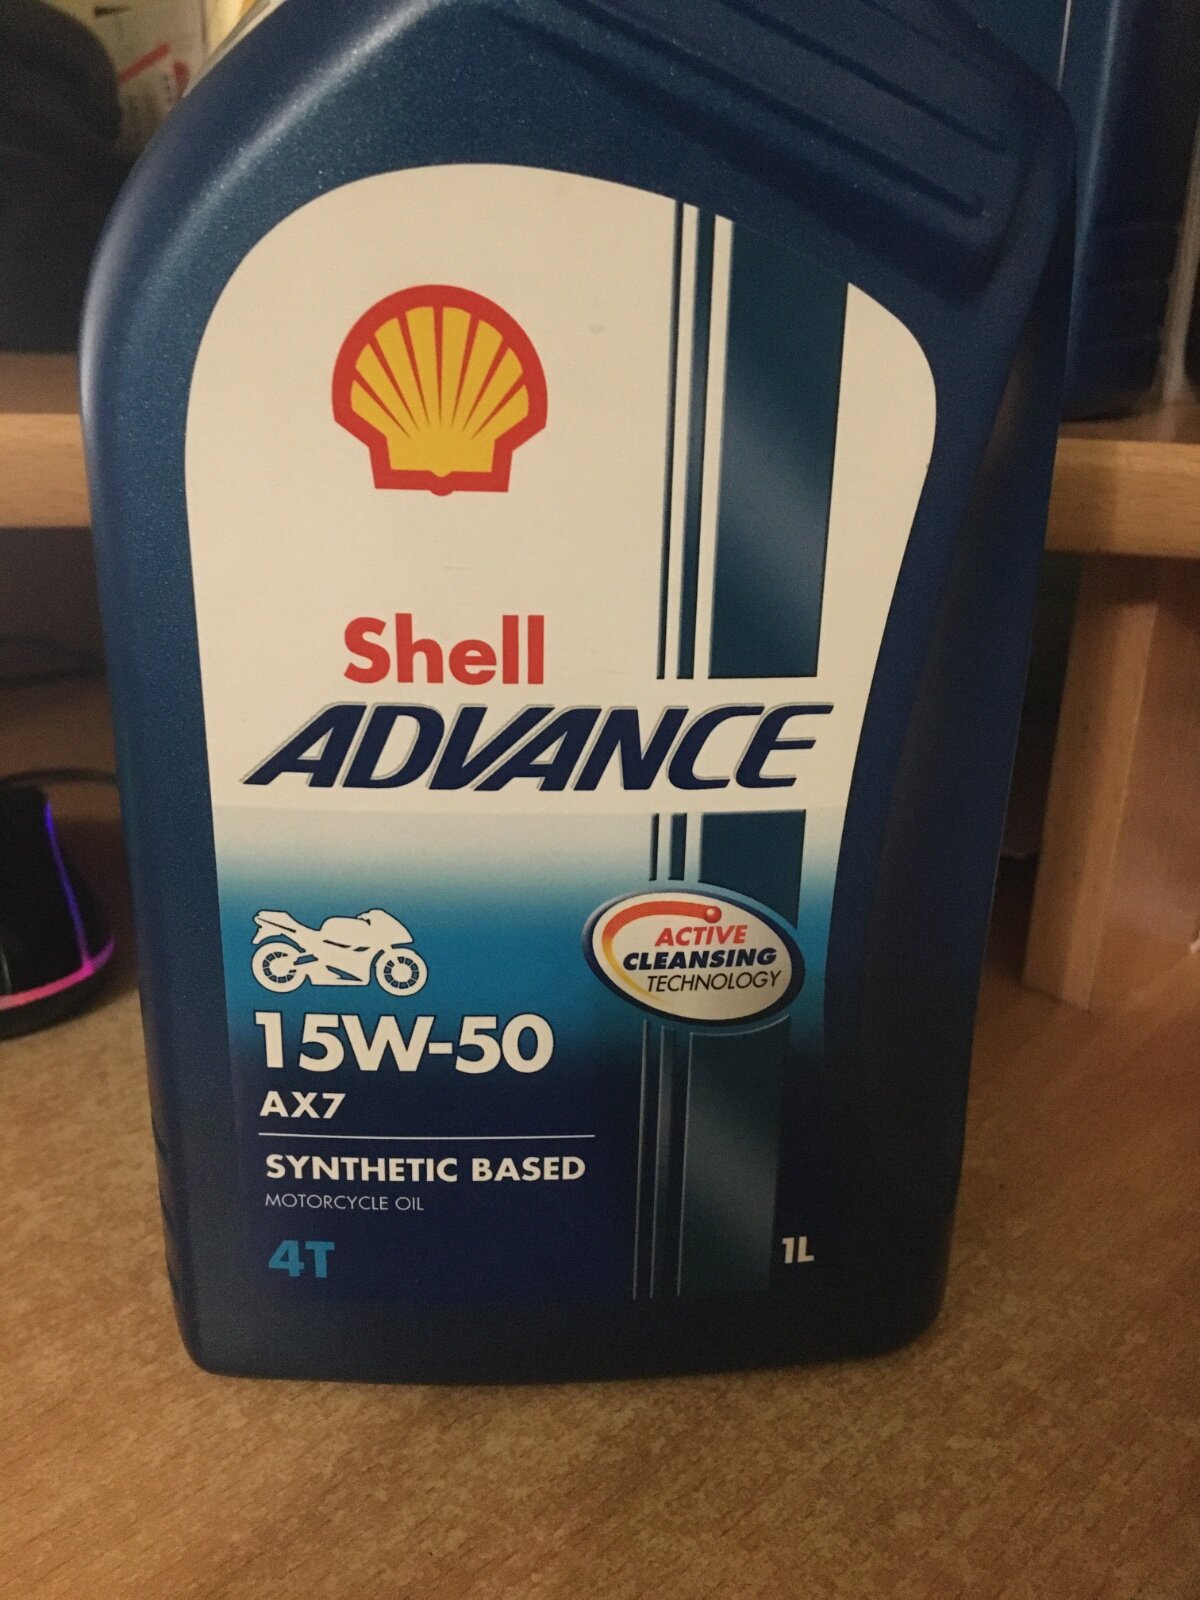 Shell
ADVANCE
ACTIVE
CLEANSING
TECHNOLOGY
15W-50
AX7
SYNTHETIC BASED
MOTORCYCLE OIL
4T
1L